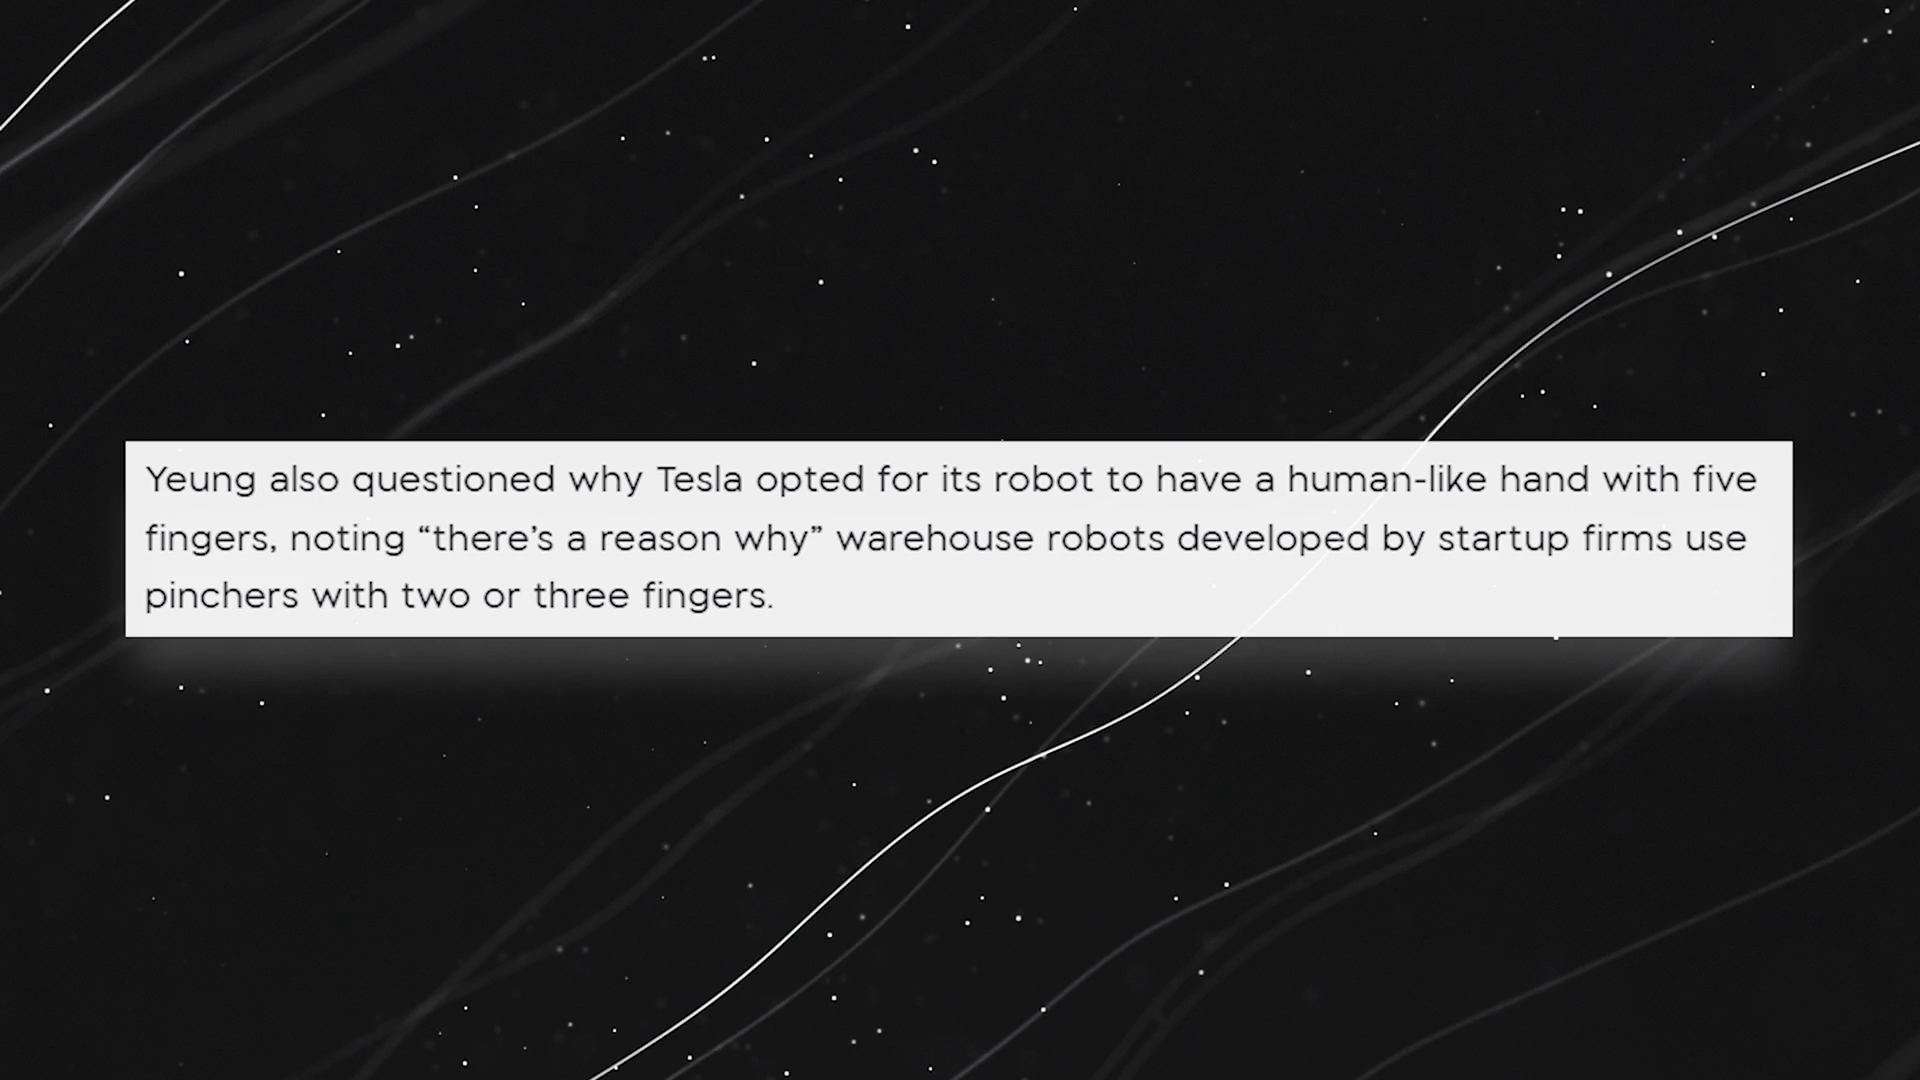 Yeung also questioned why Tesla opted for its robot to have a human-like hand with five
fingers, noting “there’s a reason why” warehouse robots developed by startup firms use
pinchers with two or three fingers.